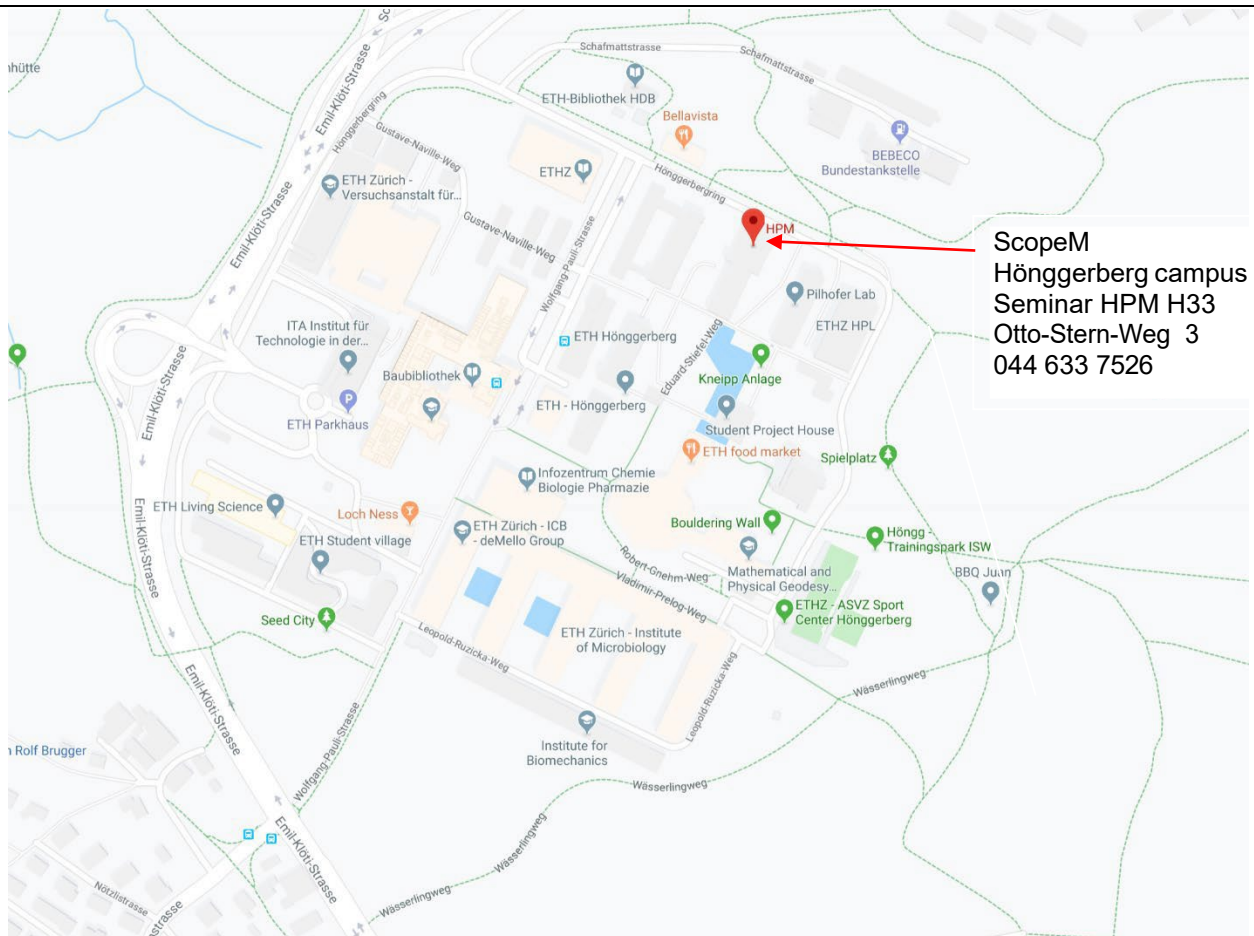 Sc
nhütte
Emil-Klöti-Strasse
Schafmattstrasse
Schafmattstrasse
ETH-Bibliothek HDB
Hönggerbergring
Gustave-Naville-Weg
Bellavista
BEBECO
Bundestankstelle
ETHZ
ETH Zürich -
Versuchsanstalt für...
Hönggerbergring
Emil-Klöti-Strasse
Gustave-Naville-Weg
Wolfgang-Pauli-Strasse
HPM
ScopeM
Hönggerberg campus
Seminar HPM H33
Otto-Stern-Weg 3
044 633 7526
Pilhofer Lab
ETHZ HPL
ITA Institut für
Technologie in der...
ETH Hönggerberg
Eduard-Stiefel-Weg
Baubibliothek
Kneipp Anlage
Emil-Klöti-Strasse
ETH Parkhaus
ETH - Hönggerberg
Student Project House
ETH food market
Spielplatz
Infozentrum Chemie
Biologie Pharmazie
ETH Living Science
Loch Ness
Emil-Klöti-Strasse
ETH Student village
ETH Zürich - ICB
- deMello Group
Bouldering Wall
Höngg -
Trainingspark ISW
Robert-Gnehm-Weg
Vladimir-Prelog-Weg
Mathematical and
Physical Geodesy...
BBQ
Seed City
ETHZ - ASVZ Sport
Center Hönggerberg
ETH Zürich - Institute
of Microbiology
Leopold-Ruzicka-Weg
Leopold-Ruzicka-Weg
Wässerlingweg
Emil-Klöti-Strasse
n Rolf Brugger
Wolfgang-Pauli-Strasse
Institute for
Biomechanics
Wässerlingweg
Emil-Klöti-Strasse
Wässerlingweg
Nötzlistrasse
strasse
Wässerlingweg